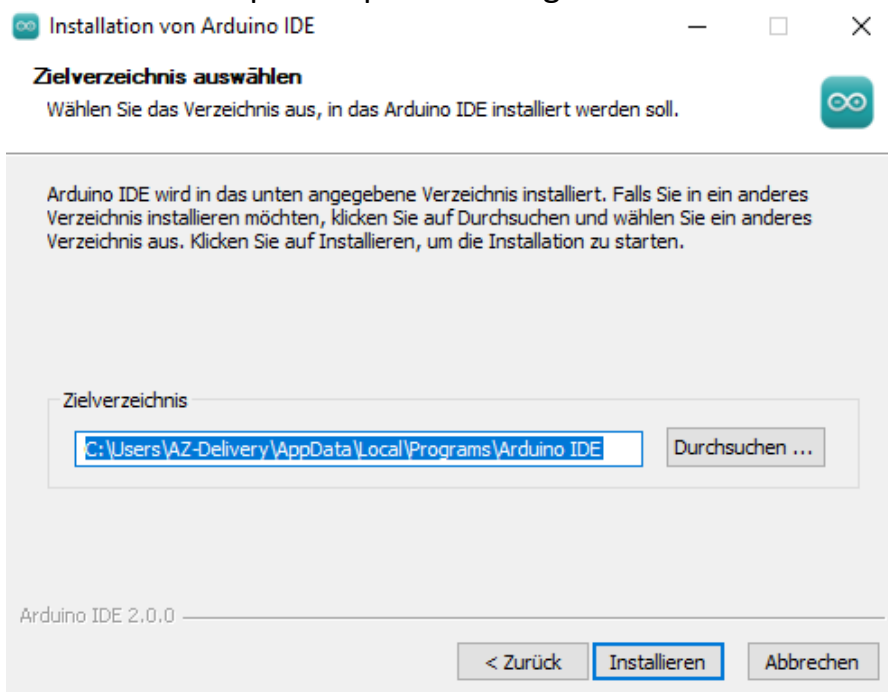 Installation von Arduino IDE
Zielverzeichnis auswählen
Wählen Sie das Verzeichnis aus, in das Arduino IDE installiert werden soll.
Arduino IDE wird in das unten angegebene Verzeichnis installiert. Falls Sie in ein anderes
Verzeichnis installieren möchten, klicken Sie auf Durchsuchen und wählen Sie ein anderes
Verzeichnis aus. Klicken Sie auf Installieren, um die Installation zu starten.
Zielverzeichnis
C:\Users\AZ-Delivery\AppData\Local\Programs\Arduino IDE
Durchsuchen ...
Arduino IDE 2.0.0
< Zurück
Installieren
Abbrechen